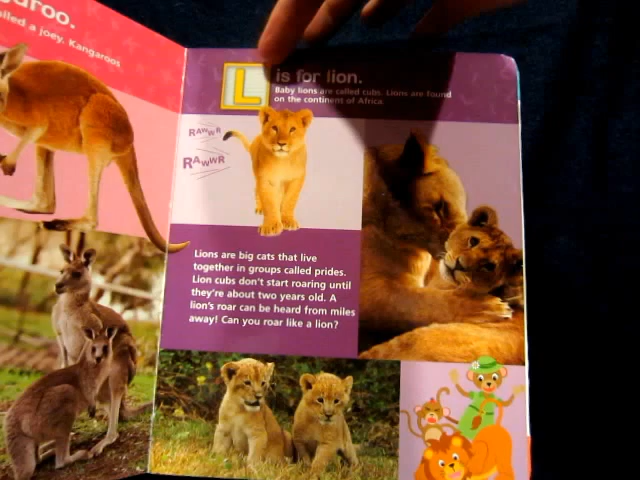 garoo.
called a joey. Kangaroos
L is for lion.
Baby lions are called cubs. Lions are found
on the continent of Africa.
RAWWR
RAWWR
Lions are big cats that live
together in groups called prides.
Lion cubs don't start roaring until
they're about two years old. A
lion's roar can be heard from miles
away! Can you roar like a lion?